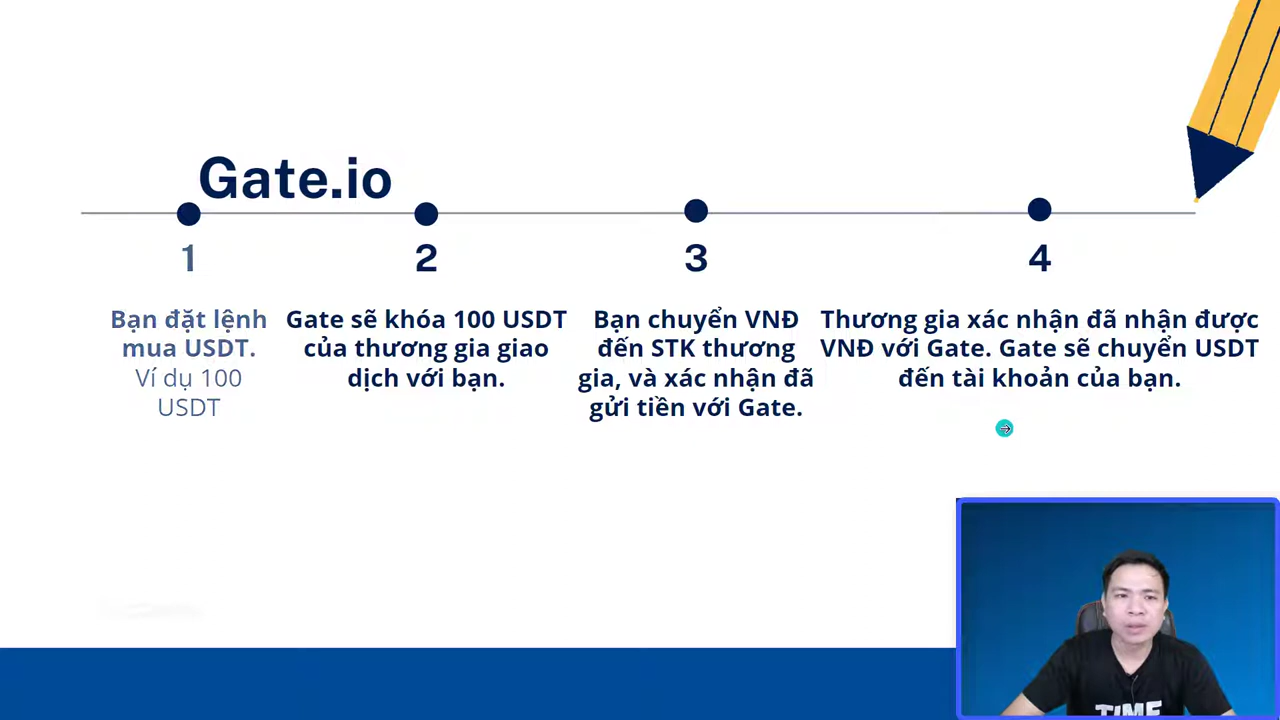 Gate.io
1
Bạn đặt lệnh
mua USDT.
Ví dụ 100
USDT
2
Gate sẽ khóa 100 USDT
của thương gia giao
dịch với bạn.
3
Bạn chuyển VNĐ
đến STK thương
gia, và xác nhận đã
gửi tiền với Gate.
4
Thương gia xác nhận đã nhận được
VNĐ với Gate. Gate sẽ chuyển USDT
đến tài khoản của bạn.
TIME